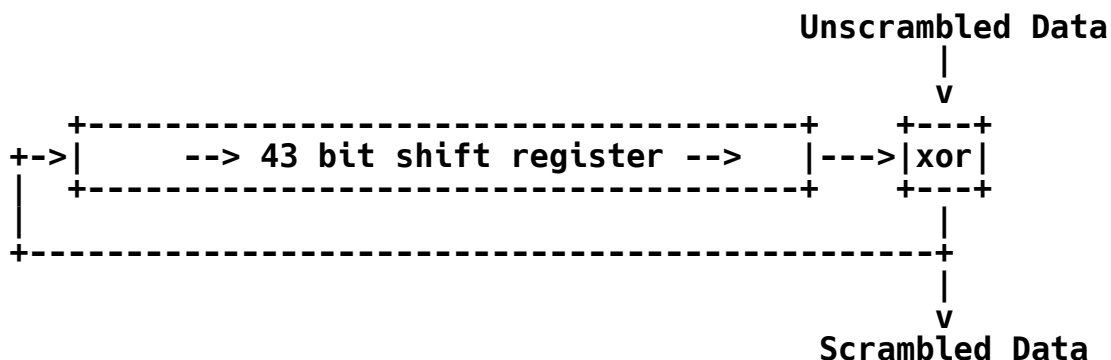 Unscrambled Data
|
v
+-------------------------------------+    +---+
+->|     --> 43 bit shift register -->   |--->|xor|
|  +-------------------------------------+    +---+
|                                               |
+-----------------------------------------------+
|
v
Scrambled Data